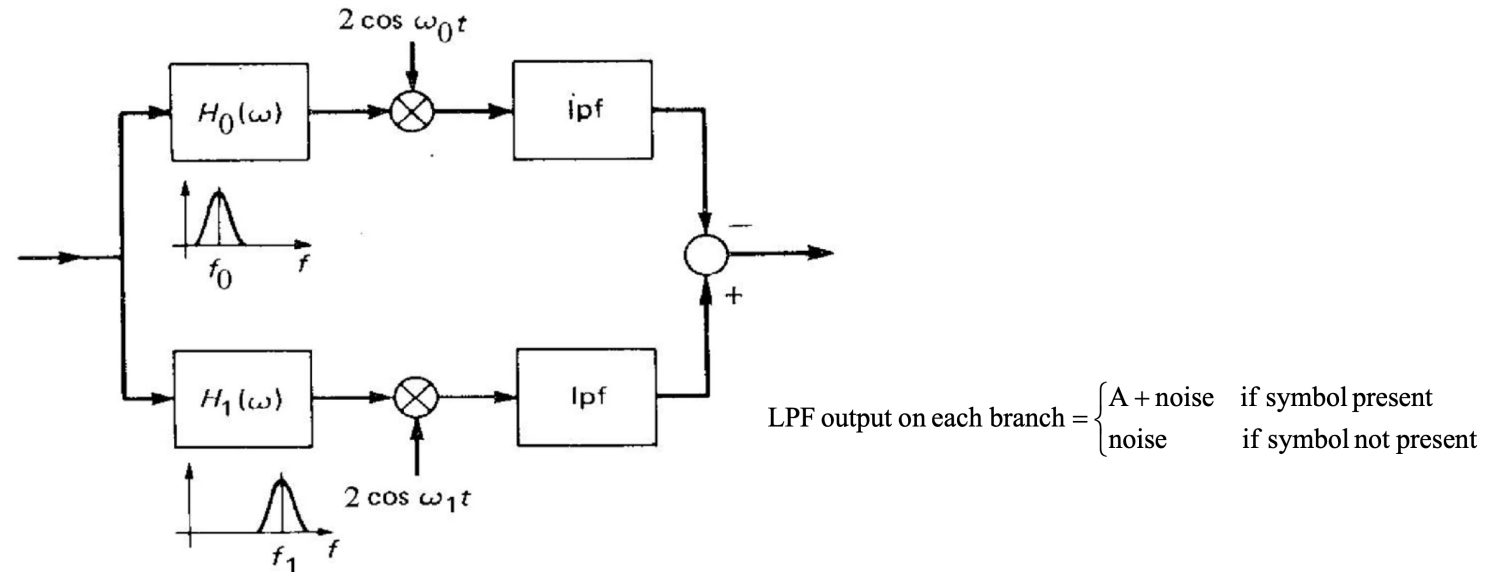 2 cos ω₀t
H₀(ω)
lpf
f₀
f
−
+
H₁(ω)
lpf
2 cos ω₁t
f₁
f
LPF output on each branch = { A + noise if symbol present
noise if symbol not present